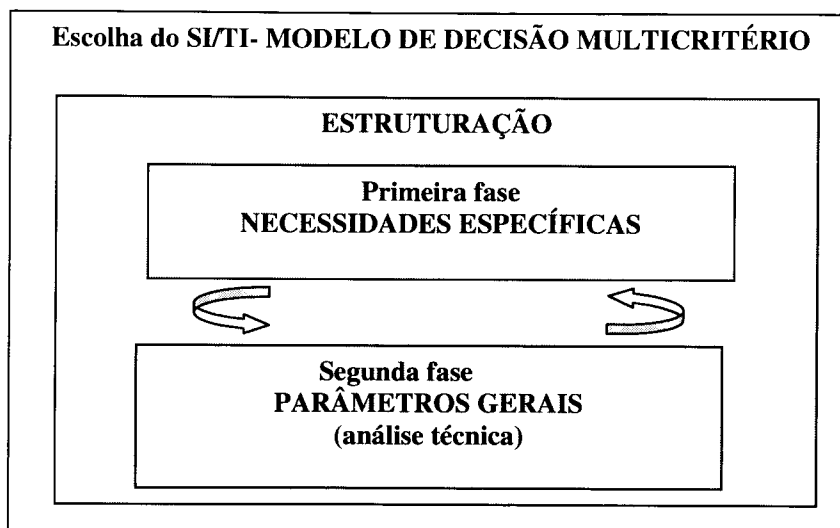 Escolha do SI/TI- MODELO DE DECISÃO MULTICRITÉRIO
ESTRUTURAÇÃO
Primeira fase
NECESSIDADES ESPECÍFICAS
Segunda fase
PARÂMETROS GERAIS
(análise técnica)